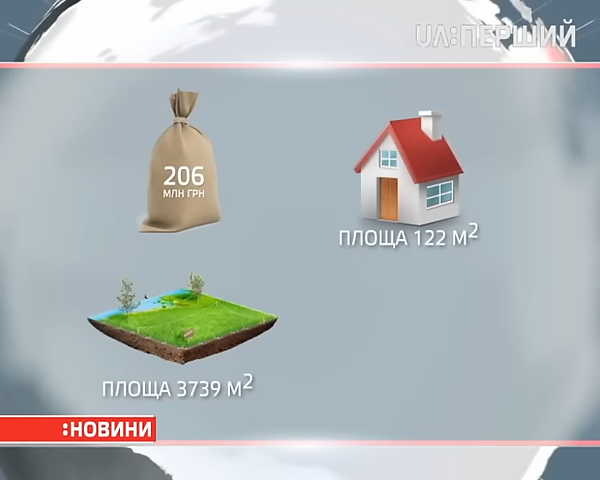 UA:ПЕРШИЙ
206
МЛН ГРН
ПЛОЩА 122 М2
ПЛОЩА 3739 М2
:НОВИНИ